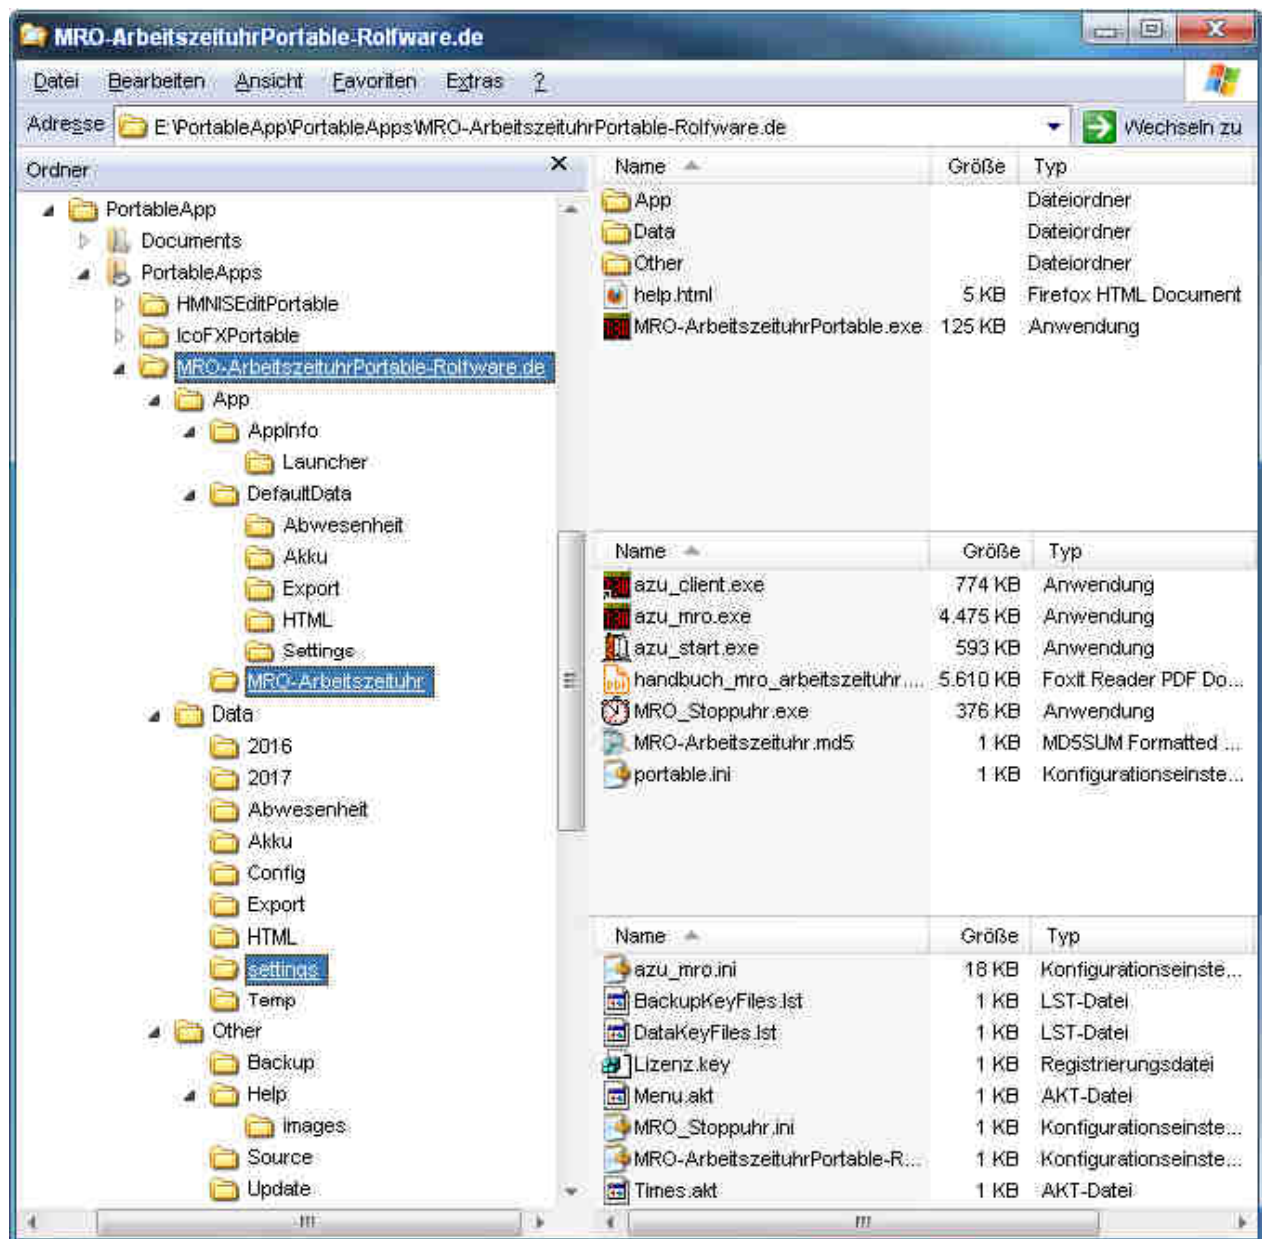 MRO-ArbeitszeituhrPortable-Rolfware.de
Datei Bearbeiten Ansicht Favoriten Extras ?
Adresse E:\PortableApp\PortableApps\MRO-ArbeitszeituhrPortable-Rolfware.de Wechseln zu
Ordner
PortableApp
Documents
PortableApps
HMNISEditPortable
IcoFXPortable
MRO-ArbeitszeituhrPortable-Rolfware.de
App
AppInfo
Launcher
DefaultData
Abwesenheit
Akku
Export
HTML
Settings
MRO-Arbeitszeituhr
Data
2016
2017
Abwesenheit
Akku
Config
Export
HTML
settings
Temp
Other
Backup
Help
images
Source
Update
Name Größe Typ
App Dateiordner
Data Dateiordner
Other Dateiordner
help.html 5 KB Firefox HTML Document
MRO-ArbeitszeituhrPortable.exe 125 KB Anwendung
Name Größe Typ
azu_client.exe 774 KB Anwendung
azu_mro.exe 4.475 KB Anwendung
azu_start.exe 593 KB Anwendung
handbuch_mro_arbeitszeituhr.... 5.610 KB Foxit Reader PDF Do...
MRO_Stoppuhr.exe 376 KB Anwendung
MRO-Arbeitszeituhr.md5 1 KB MD5SUM Formatted ...
portable.ini 1 KB Konfigurationseinste...
Name Größe Typ
azu_mro.ini 18 KB Konfigurationseinste...
BackupKeyFiles.lst 1 KB LST-Datei
DataKeyFiles.lst 1 KB LST-Datei
Lizenz.key 1 KB Registrierungsdatei
Menu.akt 1 KB AKT-Datei
MRO_Stoppuhr.ini 1 KB Konfigurationseinste...
MRO-ArbeitszeituhrPortable-R... 1 KB Konfigurationseinste...
Times.akt 1 KB AKT-Datei